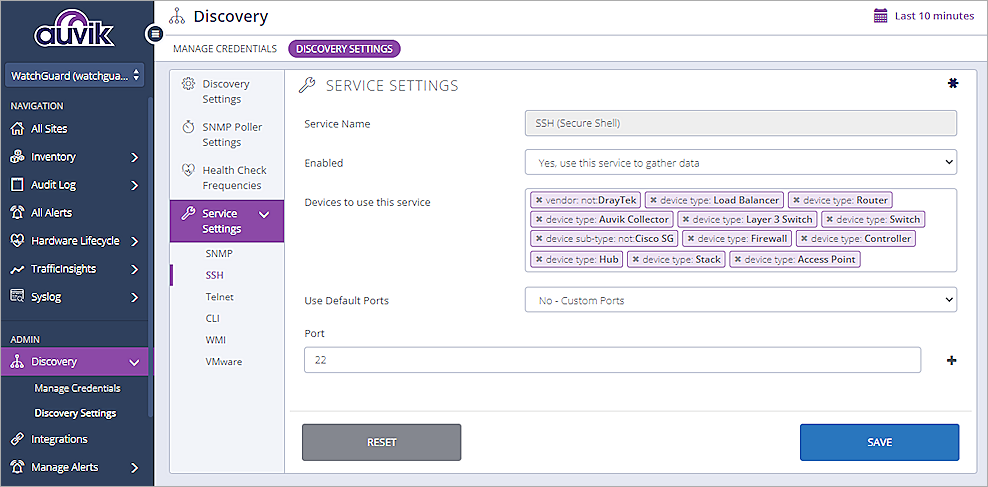 auvik
Discovery
Last 10 minutes
WatchGuard (watchgua...
MANAGE CREDENTIALS
DISCOVERY SETTINGS
NAVIGATION
All Sites
Inventory
Audit Log
All Alerts
Hardware Lifecycle
TrafficInsights
Syslog
ADMIN
Discovery
Manage Credentials
Discovery Settings
Integrations
Manage Alerts
Discovery
Settings
SNMP Poller
Settings
Health Check
Frequencies
Service
Settings
SNMP
SSH
Telnet
CLI
WMI
VMware
SERVICE SETTINGS
Service Name
SSH (Secure Shell)
Enabled
Yes, use this service to gather data
Devices to use this service
vendor: not:DrayTek device type: Load Balancer device type: Router
device type: Auvik Collector device type: Layer 3 Switch device type: Switch
device sub-type: not:Cisco SG device type: Firewall device type: Controller
device type: Hub device type: Stack device type: Access Point
Use Default Ports
No - Custom Ports
Port
22
RESET
SAVE